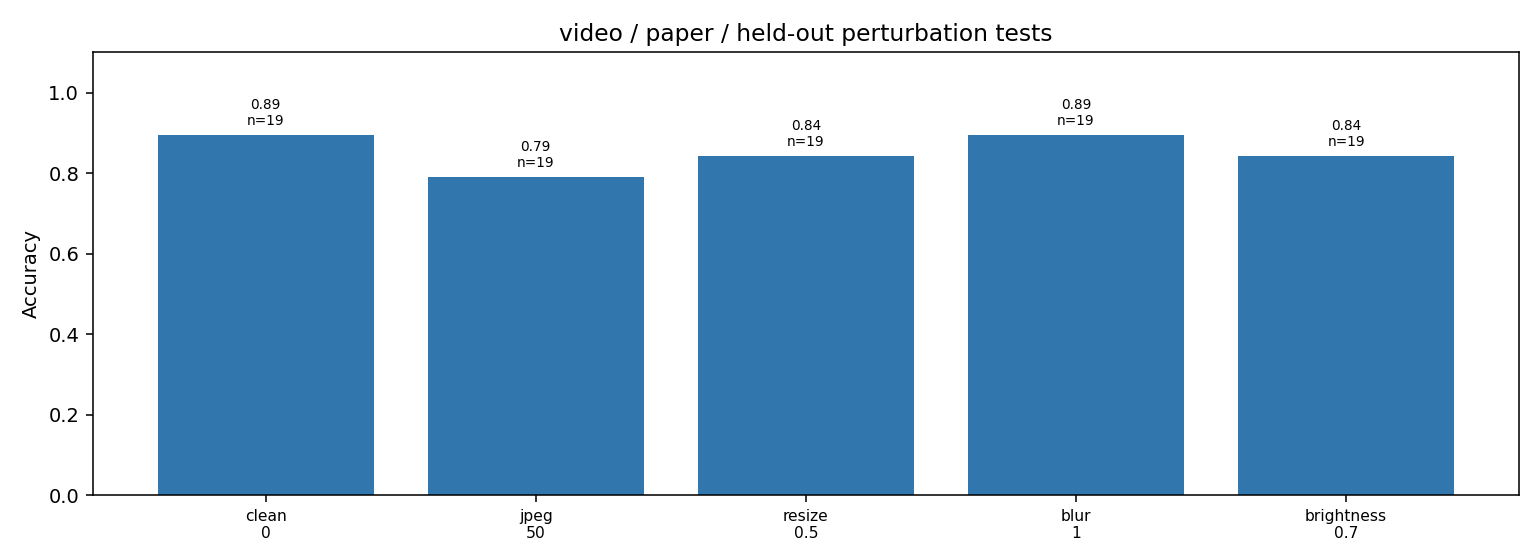 video / paper / held-out perturbation tests
Accuracy
1.0
0.8
0.6
0.4
0.2
0.0
0.89
n=19
0.79
n=19
0.84
n=19
0.89
n=19
0.84
n=19
clean
0
jpeg
50
resize
0.5
blur
1
brightness
0.7